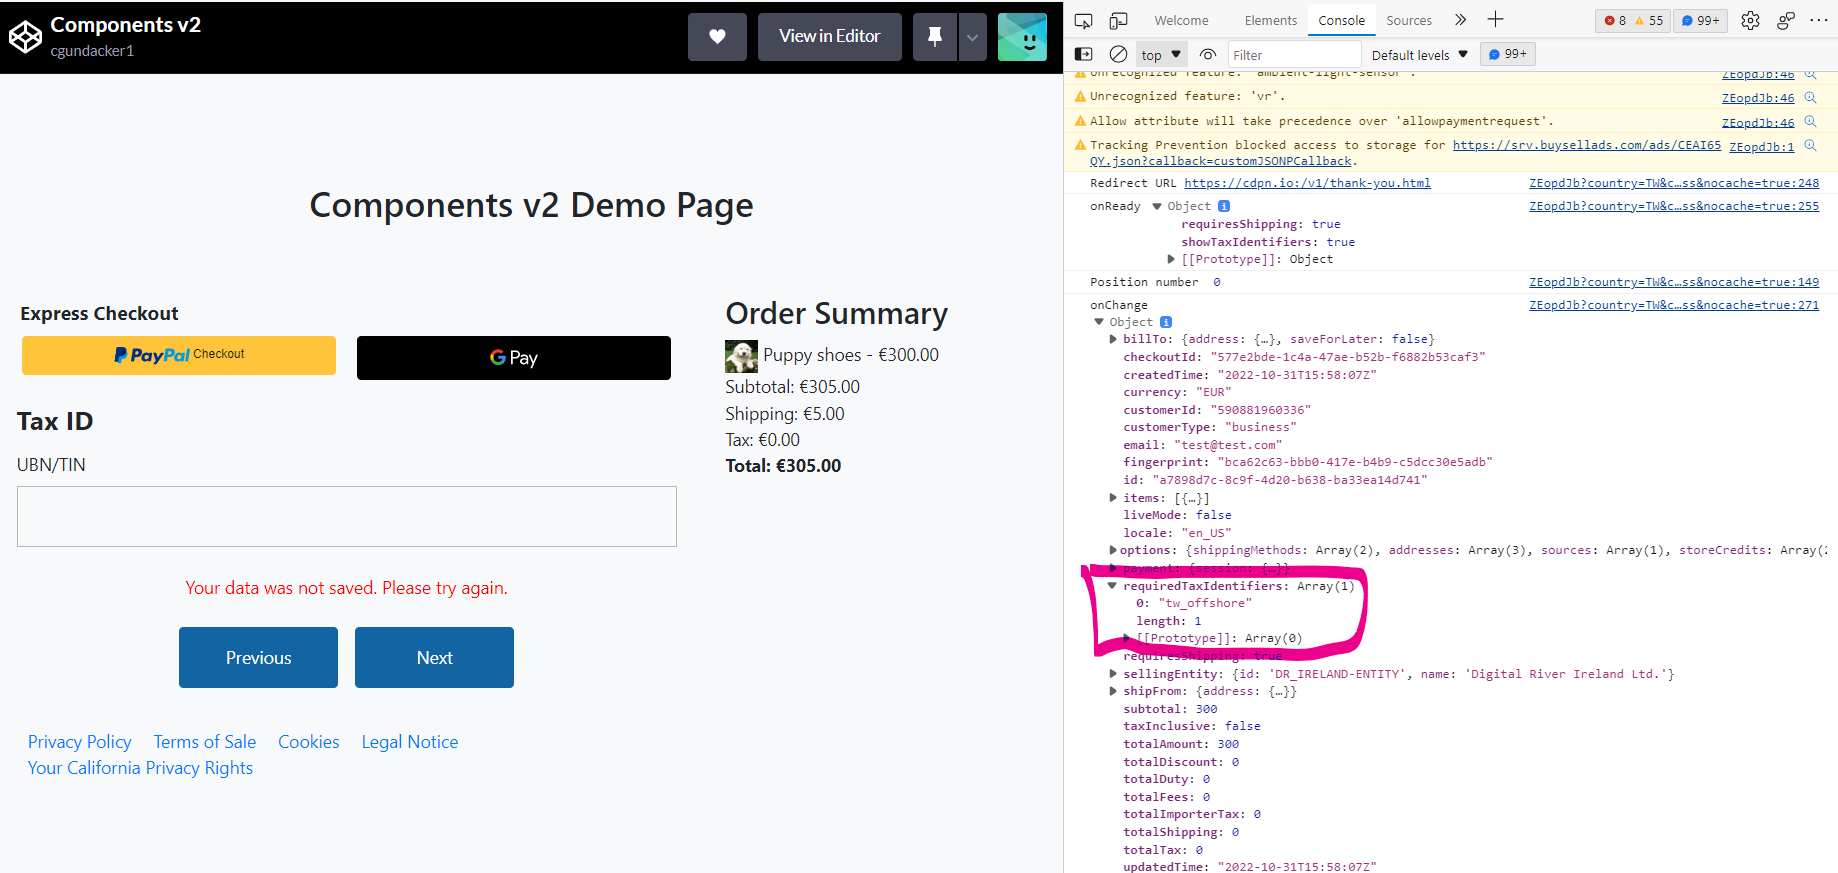 Components v2
cgundacker1
View in Editor
Components v2 Demo Page
Express Checkout
PayPal Checkout
G Pay
Tax ID
UBN/TIN
Your data was not saved. Please try again.
Previous
Next
Privacy Policy Terms of Sale Cookies Legal Notice
Your California Privacy Rights
Order Summary
Puppy shoes - €300.00
Subtotal: €305.00
Shipping: €5.00
Tax: €0.00
Total: €305.00
Welcome Elements Console Sources 8 55 99+
top Filter Default levels 99+
Unrecognized feature: 'ambient-light-sensor'. ZEopdJb:46
Unrecognized feature: 'vr'. ZEopdJb:46
Allow attribute will take precedence over 'allowpaymentrequest'. ZEopdJb:46
Tracking Prevention blocked access to storage for https://srv.buysellads.com/ads/CEAI65 ZEopdJb:1
QY.json?callback=customJSONPCallback.
Redirect URL https://cdpn.io:/v1/thank-you.html ZEopdJb?country=TW&c…ss&nocache=true:248
onReady Object i ZEopdJb?country=TW&c…ss&nocache=true:255
requiresShipping: true
showTaxIdentifiers: true
[[Prototype]]: Object
Position number 0 ZEopdJb?country=TW&c…ss&nocache=true:149
onChange ZEopdJb?country=TW&c…ss&nocache=true:271
Object i
billTo: {address: {…}, saveForLater: false}
checkoutId: "577e2bde-1c4a-47ae-b52b-f6882b53caf3"
createdTime: "2022-10-31T15:58:07Z"
currency: "EUR"
customerId: "590881960336"
customerType: "business"
email: "test@test.com"
fingerprint: "bca62c63-bbb0-417e-b4b9-c5dcc30e5adb"
id: "a7898d7c-8c9f-4d20-b638-ba33ea14d741"
items: [{…}]
liveMode: false
locale: "en_US"
options: {shippingMethods: Array(2), addresses: Array(3), sources: Array(1), storeCredits: Array(2
payment: {session: {…}}
requiredTaxIdentifiers: Array(1)
0: "tw_offshore"
length: 1
[[Prototype]]: Array(0)
requiresShipping: true
sellingEntity: {id: 'DR_IRELAND-ENTITY', name: 'Digital River Ireland Ltd.'}
shipFrom: {address: {…}}
subtotal: 300
taxInclusive: false
totalAmount: 300
totalDiscount: 0
totalDuty: 0
totalFees: 0
totalImporterTax: 0
totalShipping: 0
totalTax: 0
updatedTime: "2022-10-31T15:58:07Z"